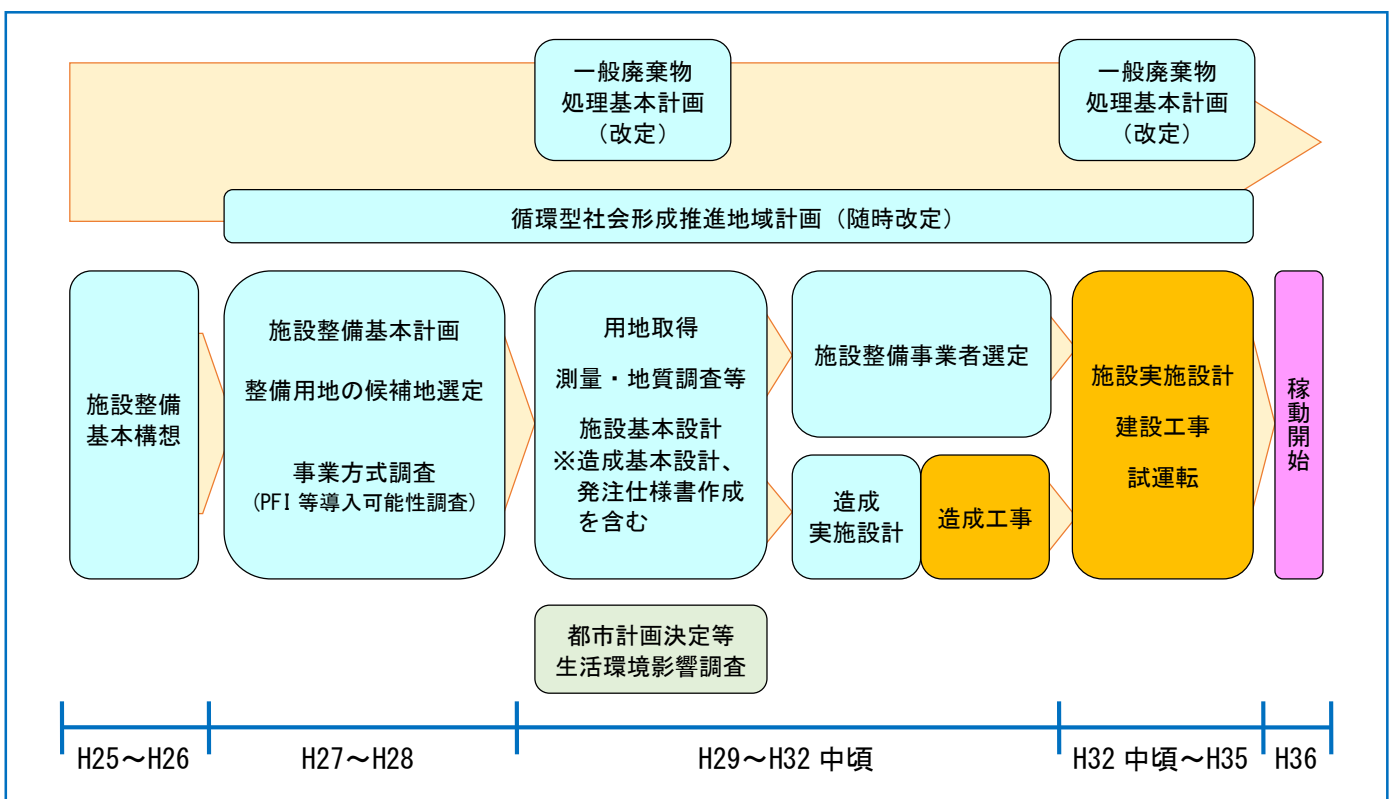 一般廃棄物
処理基本計画
（改定）
一般廃棄物
処理基本計画
（改定）
循環型社会形成推進地域計画（随時改定）
施設整備
基本構想
施設整備基本計画
整備用地の候補地選定
事業方式調査
(PFI 等導入可能性調査)
用地取得
測量・地質調査等
施設基本設計
※造成基本設計、
発注仕様書作成
を含む
施設整備事業者選定
造成
実施設計
造成工事
施設実施設計
建設工事
試運転
稼動開始
都市計画決定等
生活環境影響調査
H25～H26
H27～H28
H29～H32 中頃
H32 中頃～H35
H36